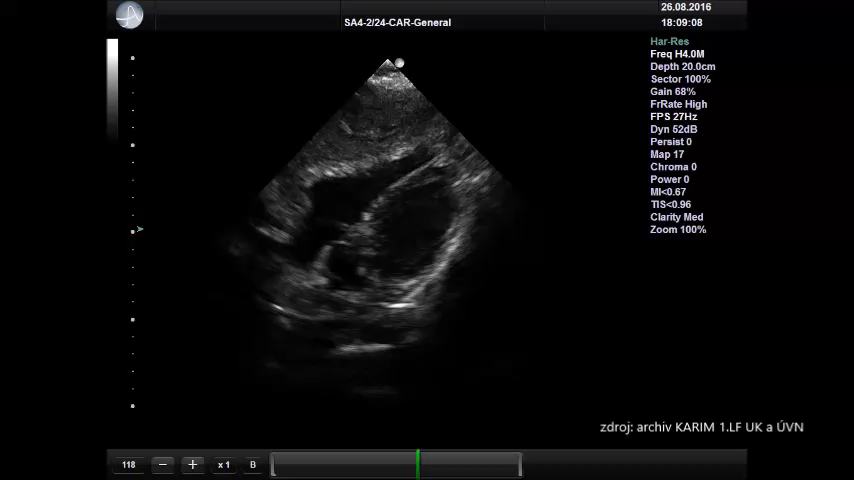 26.08.2016
SA4-2/24-CAR-General
18:09:08
Har-Res
Freq H4.0M
Depth 20.0cm
Sector 100%
Gain 68%
FrRate High
FPS 27Hz
Dyn 52dB
Persist 0
Map 17
Chroma 0
Power 0
MI<0.67
TIS<0.96
Clarity Med
Zoom 100%
zdroj: archiv KARIM 1.LF UK a ÚVN
118 − + x 1 B